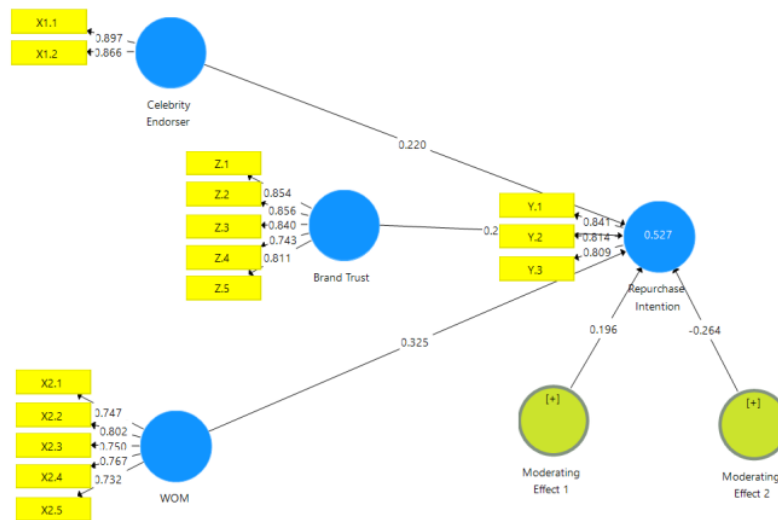 X1.1
0.897
X1.2
0.866
Celebrity
Endorser
0.220
Z.1
0.854
Z.2
0.856
Z.3
0.840
Z.4
0.743
Z.5
0.811
Brand Trust
Y.1
0.841
Y.2
0.814
Y.3
0.809
0.527
Repurchase
Intention
0.325
0.196
-0.264
X2.1
0.747
X2.2
0.802
X2.3
0.750
X2.4
0.767
X2.5
0.732
WOM
[+]
Moderating
Effect 1
[+]
Moderating
Effect 2